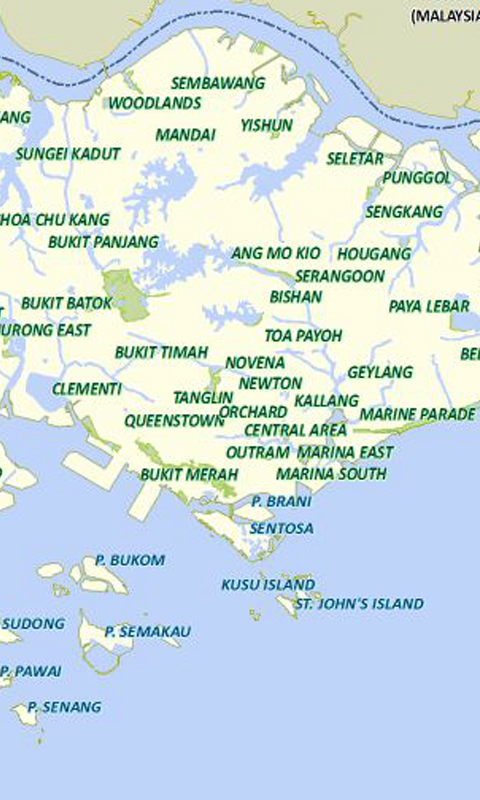 (MALAYSIA
SEMBAWANG
WOODLANDS
ANG
MANDAI
YISHUN
SUNGEI KADUT
SELETAR
PUNGGOL
HOA CHU KANG
SENGKANG
BUKIT PANJANG
ANG MO KIO
HOUGANG
SERANGOON
BISHAN
BUKIT BATOK
PAYA LEBAR
URONG EAST
TOA PAYOH
BUKIT TIMAH
BE
NOVENA
GEYLANG
NEWTON
CLEMENTI
TANGLIN
KALLANG
ORCHARD
MARINE PARADE
QUEENSTOWN
CENTRAL AREA
OUTRAM
MARINA EAST
BUKIT MERAH
MARINA SOUTH
P. BRANI
SENTOSA
P. BUKOM
KUSU ISLAND
ST. JOHN'S ISLAND
SUDONG
P. SEMAKAU
P. PAWAI
P. SENANG